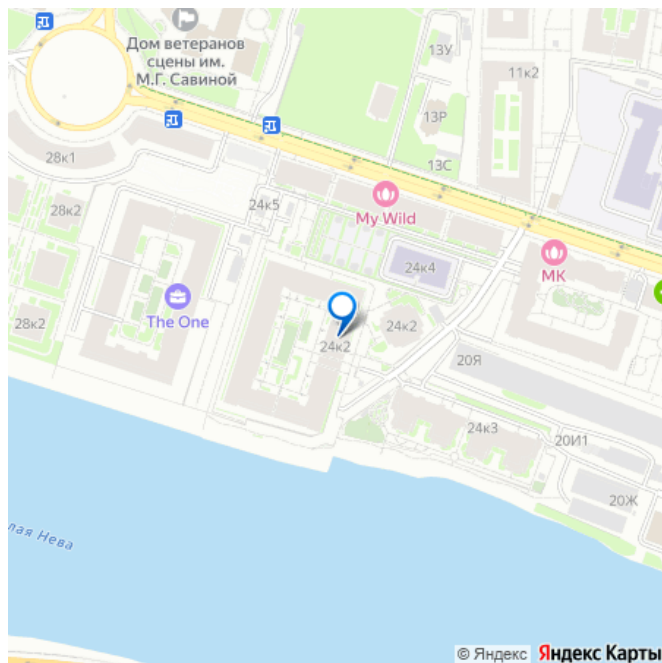 Дом ветеранов
сцены им.
М.Г. Савиной
13У
11к2
13Р
13С
28к1
28к2
24к5
My Wild
24к4
МК
The One
28к2
24к2
24к2
20Я
24к3
20И1
20Ж
лая Нева
© Яндекс Яндекс Карты